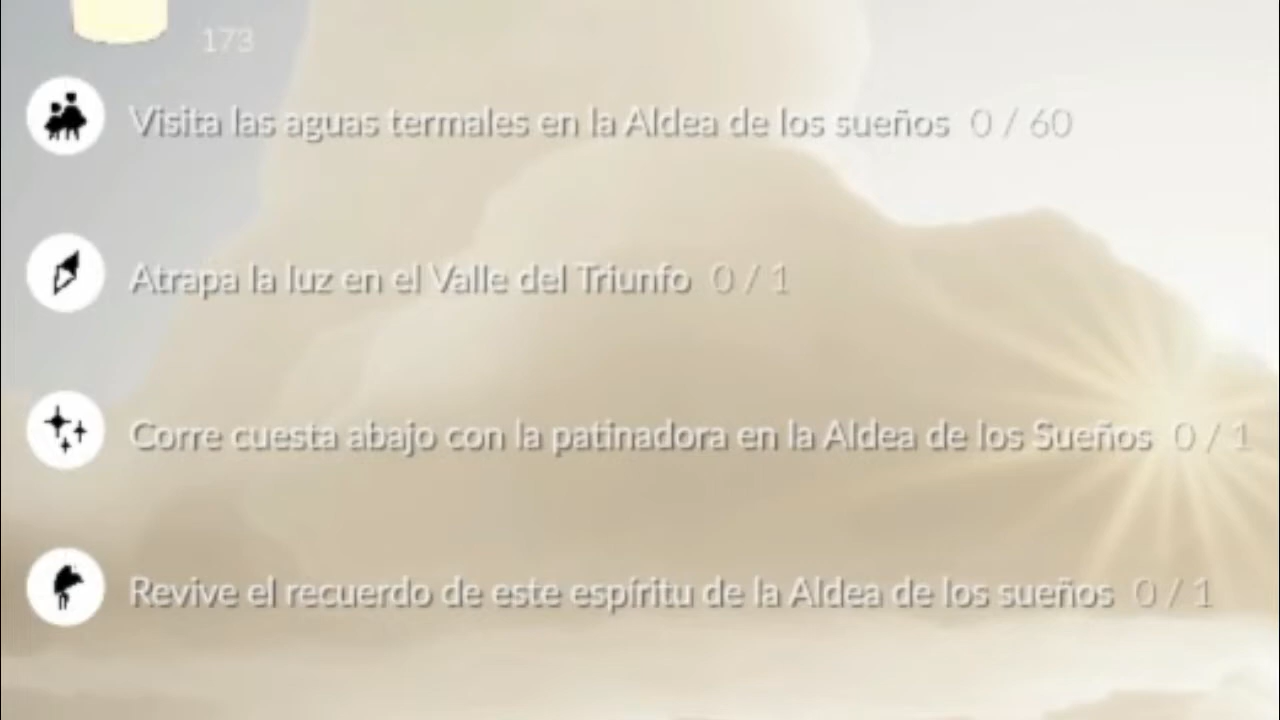 173
Visita las aguas termales en la Aldea de los sueños 0 / 60
Atrapa la luz en el Valle del Triunfo 0 / 1
Corre cuesta abajo con la patinadora en la Aldea de los Sueños 0 / 1
Revive el recuerdo de este espíritu de la Aldea de los sueños 0 / 1